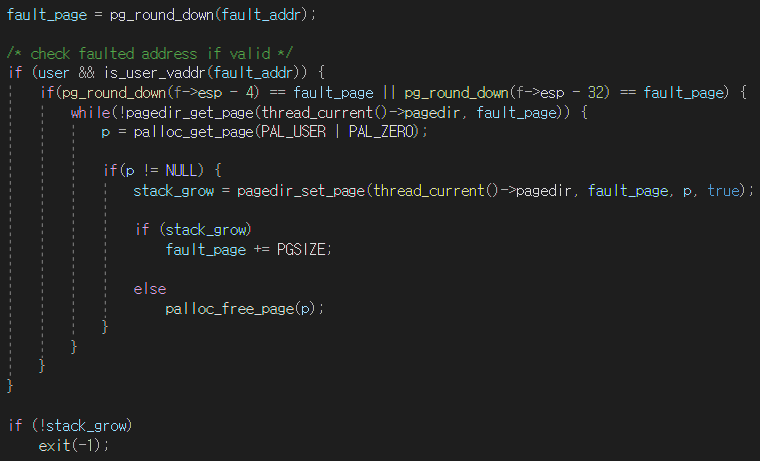 fault_page = pg_round_down(fault_addr);
/* check faulted address if valid */
if (user && is_user_vaddr(fault_addr)) {
if(pg_round_down(f->esp - 4) == fault_page || pg_round_down(f->esp - 32) == fault_page) {
while(!pagedir_get_page(thread_current()->pagedir, fault_page)) {
p = palloc_get_page(PAL_USER | PAL_ZERO);
if(p != NULL) {
stack_grow = pagedir_set_page(thread_current()->pagedir, fault_page, p, true);
if (stack_grow)
fault_page += PGSIZE;
else
palloc_free_page(p);
}
}
}
}
if (!stack_grow)
exit(-1);